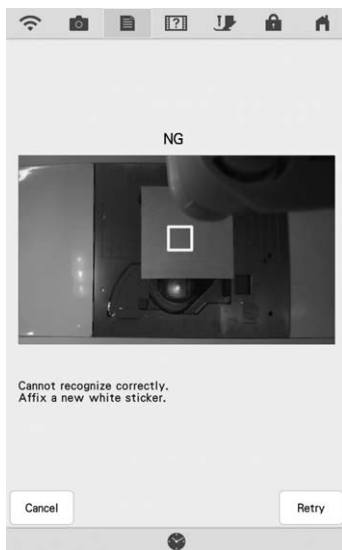 NG
Cannot recognize correctly.
Affix a new white sticker.
Cancel
Retry